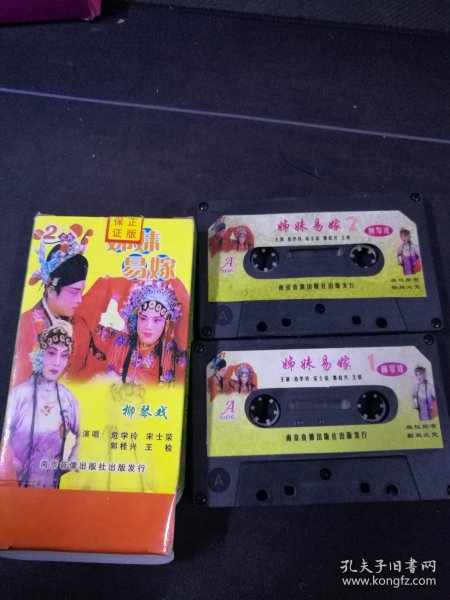 保正
证版
2
姊妹
易嫁
柳琴戏
演唱 危学玲 宋士荣
郭桂兴 王检
南京音像出版社出版发行
姊妹易嫁 2
柳琴戏
A
SIDE
南京音像出版社出版发行
版权所有
翻版必究
A
姊妹易嫁 1
柳琴戏
A
SIDE
南京音像出版社出版发行
版权所有
翻版必究
A
孔夫子旧书网
www.kongfz.com